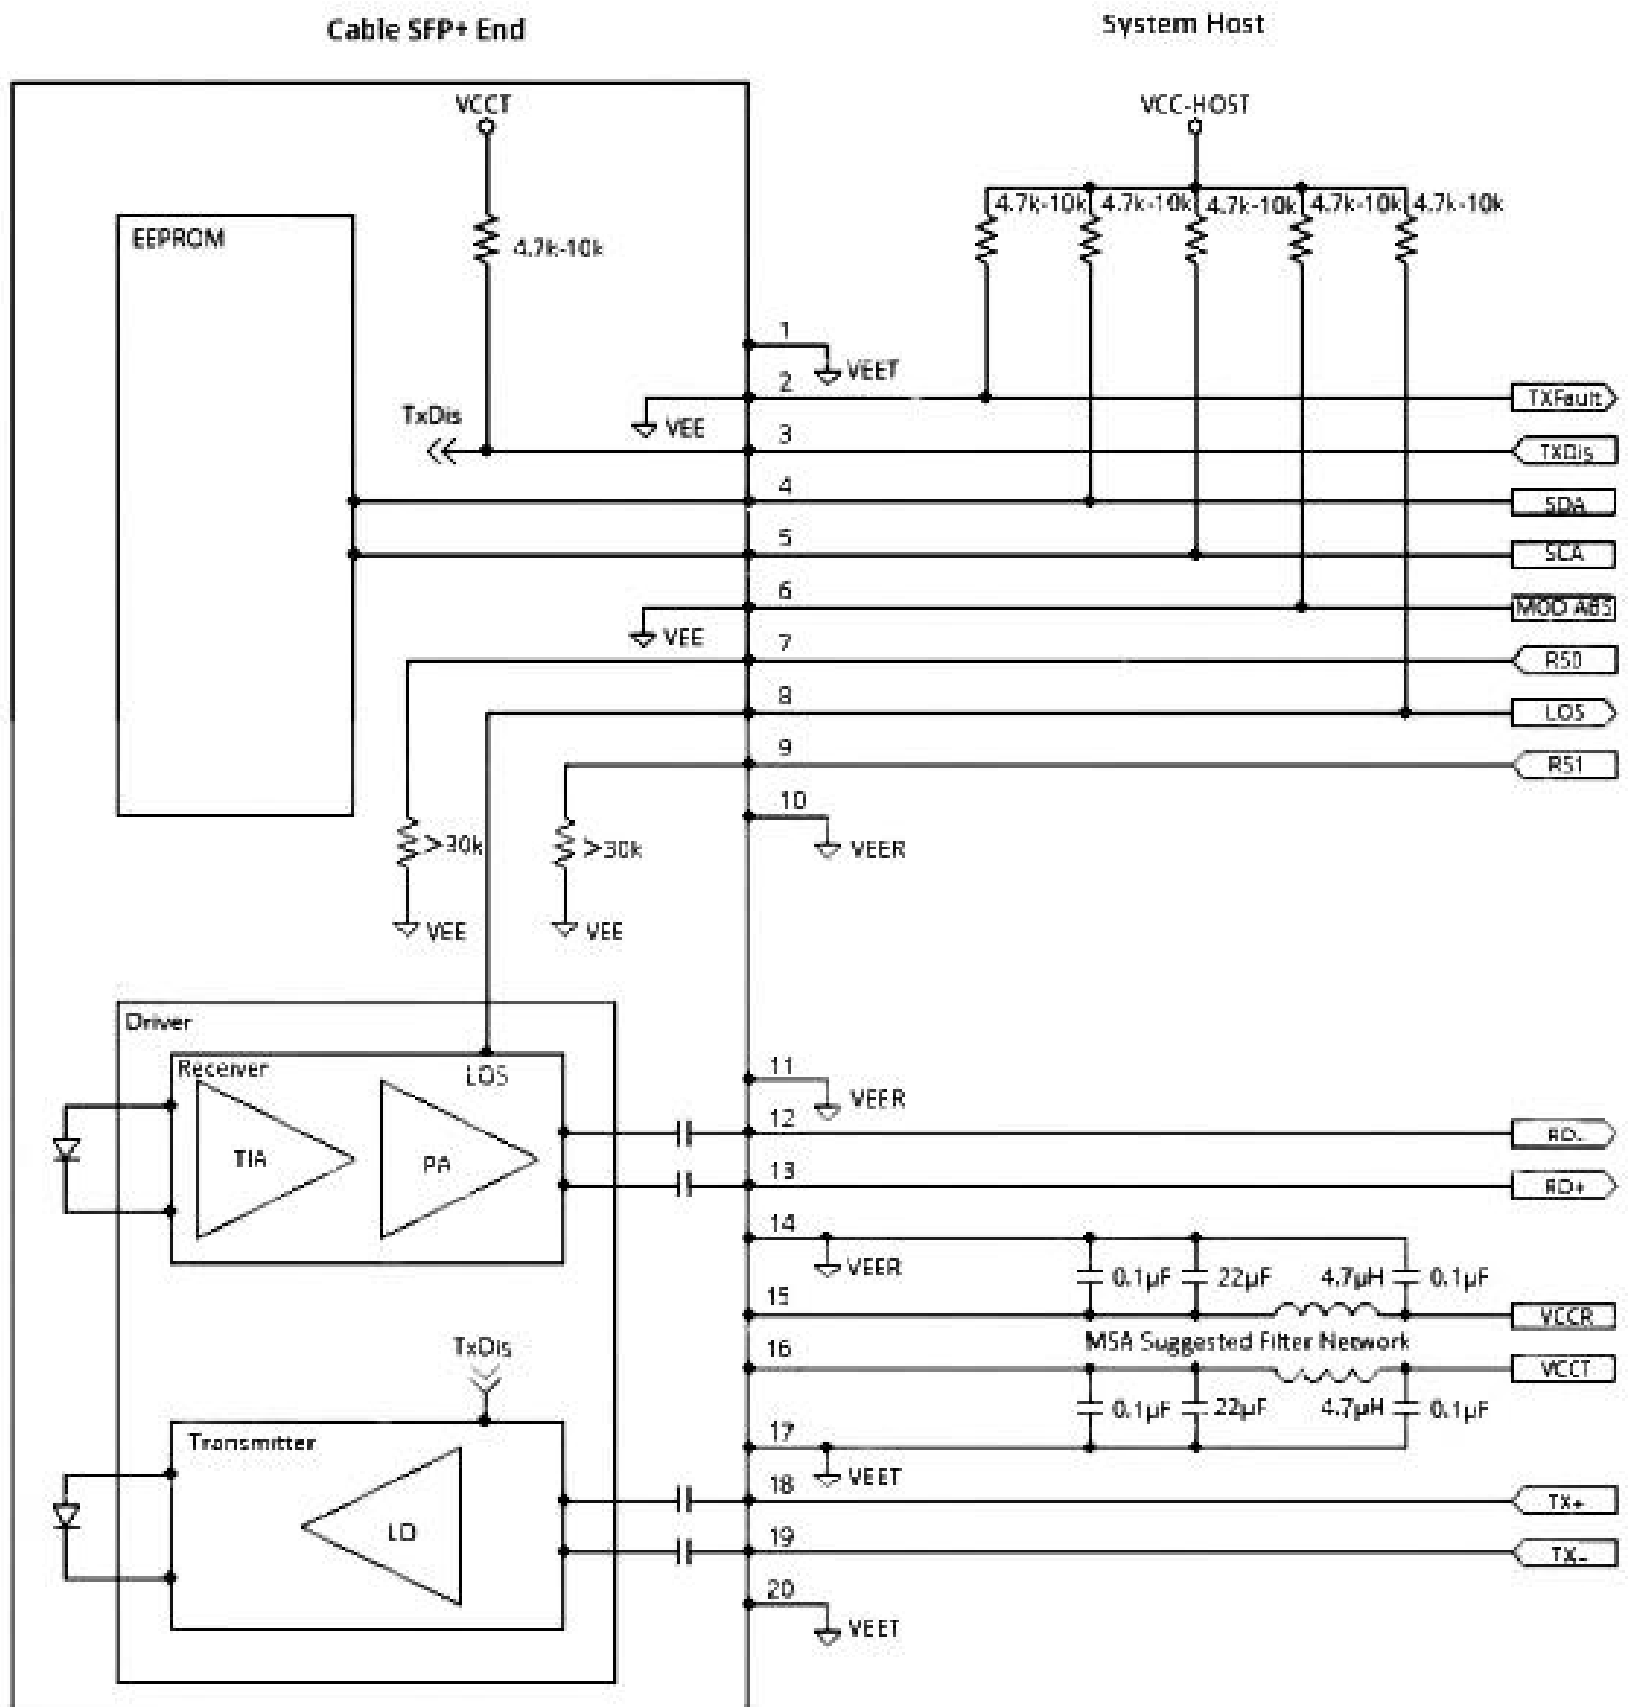 Cable SFP+ End
System Host
VCCT
VCC-HOST
4.7k-10k 4.7k-10k 4.7k-10k 4.7k-10k 4.7k-10k
EEPROM
4.7k-10k
1
VEET
2
TXFault
TxDis
VEE
3
TXDis
4
SDA
5
SCA
6
MOD ABS
VEE
7
RS0
8
LOS
9
RS1
10
>30k
>30k
VEER
VEE
VEE
Driver
Receiver
LOS
11
VEER
12
RD-
TIA
PA
13
RD+
14
VEER
0.1µF
22µF
4.7µH
0.1µF
15
VCCR
MSA Suggested Filter Network
TxDis
16
VCCT
0.1µF
22µF
4.7µH
0.1µF
Transmitter
17
VEET
18
TX+
LD
19
TX-
20
VEET